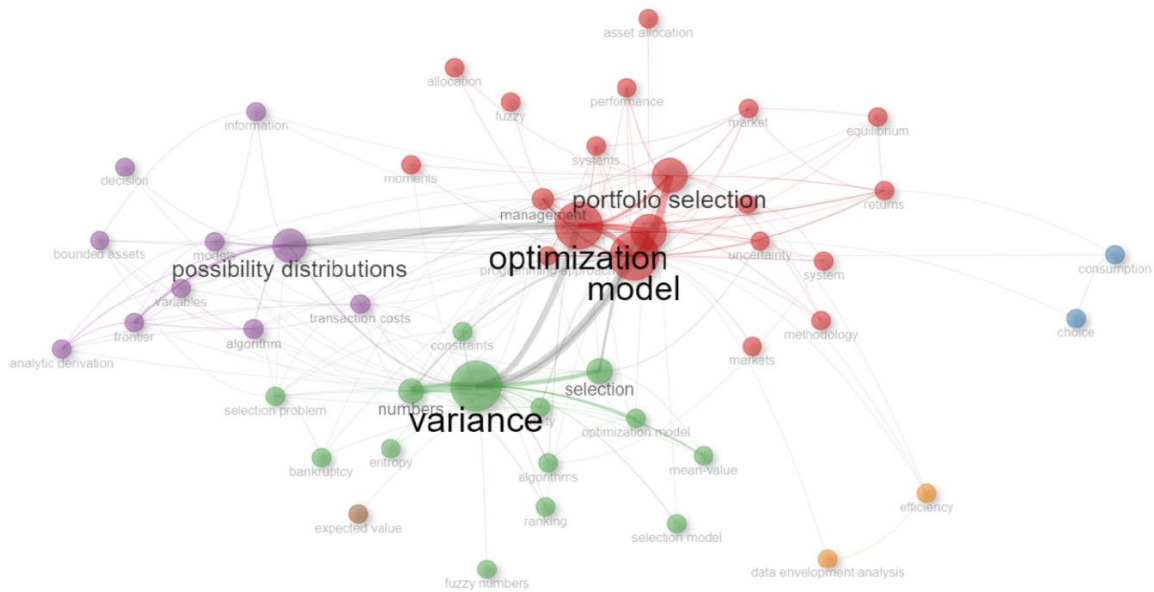 asset allocation
allocation
performance
fuzzy
market
equilibrium
information
systems
decision
moments
portfolio selection
returns
management
bounded assets
models
uncertainty
consumption
optimization
system
possibility distributions
programming approach
model
variables
transaction costs
choice
frontier
methodology
algorithm
constraints
analytic derivation
markets
selection
numbers
selection problem
variance
optimization model
entropy
bankruptcy
mean-value
algorithms
efficiency
ranking
expected value
selection model
data envelopment analysis
fuzzy numbers